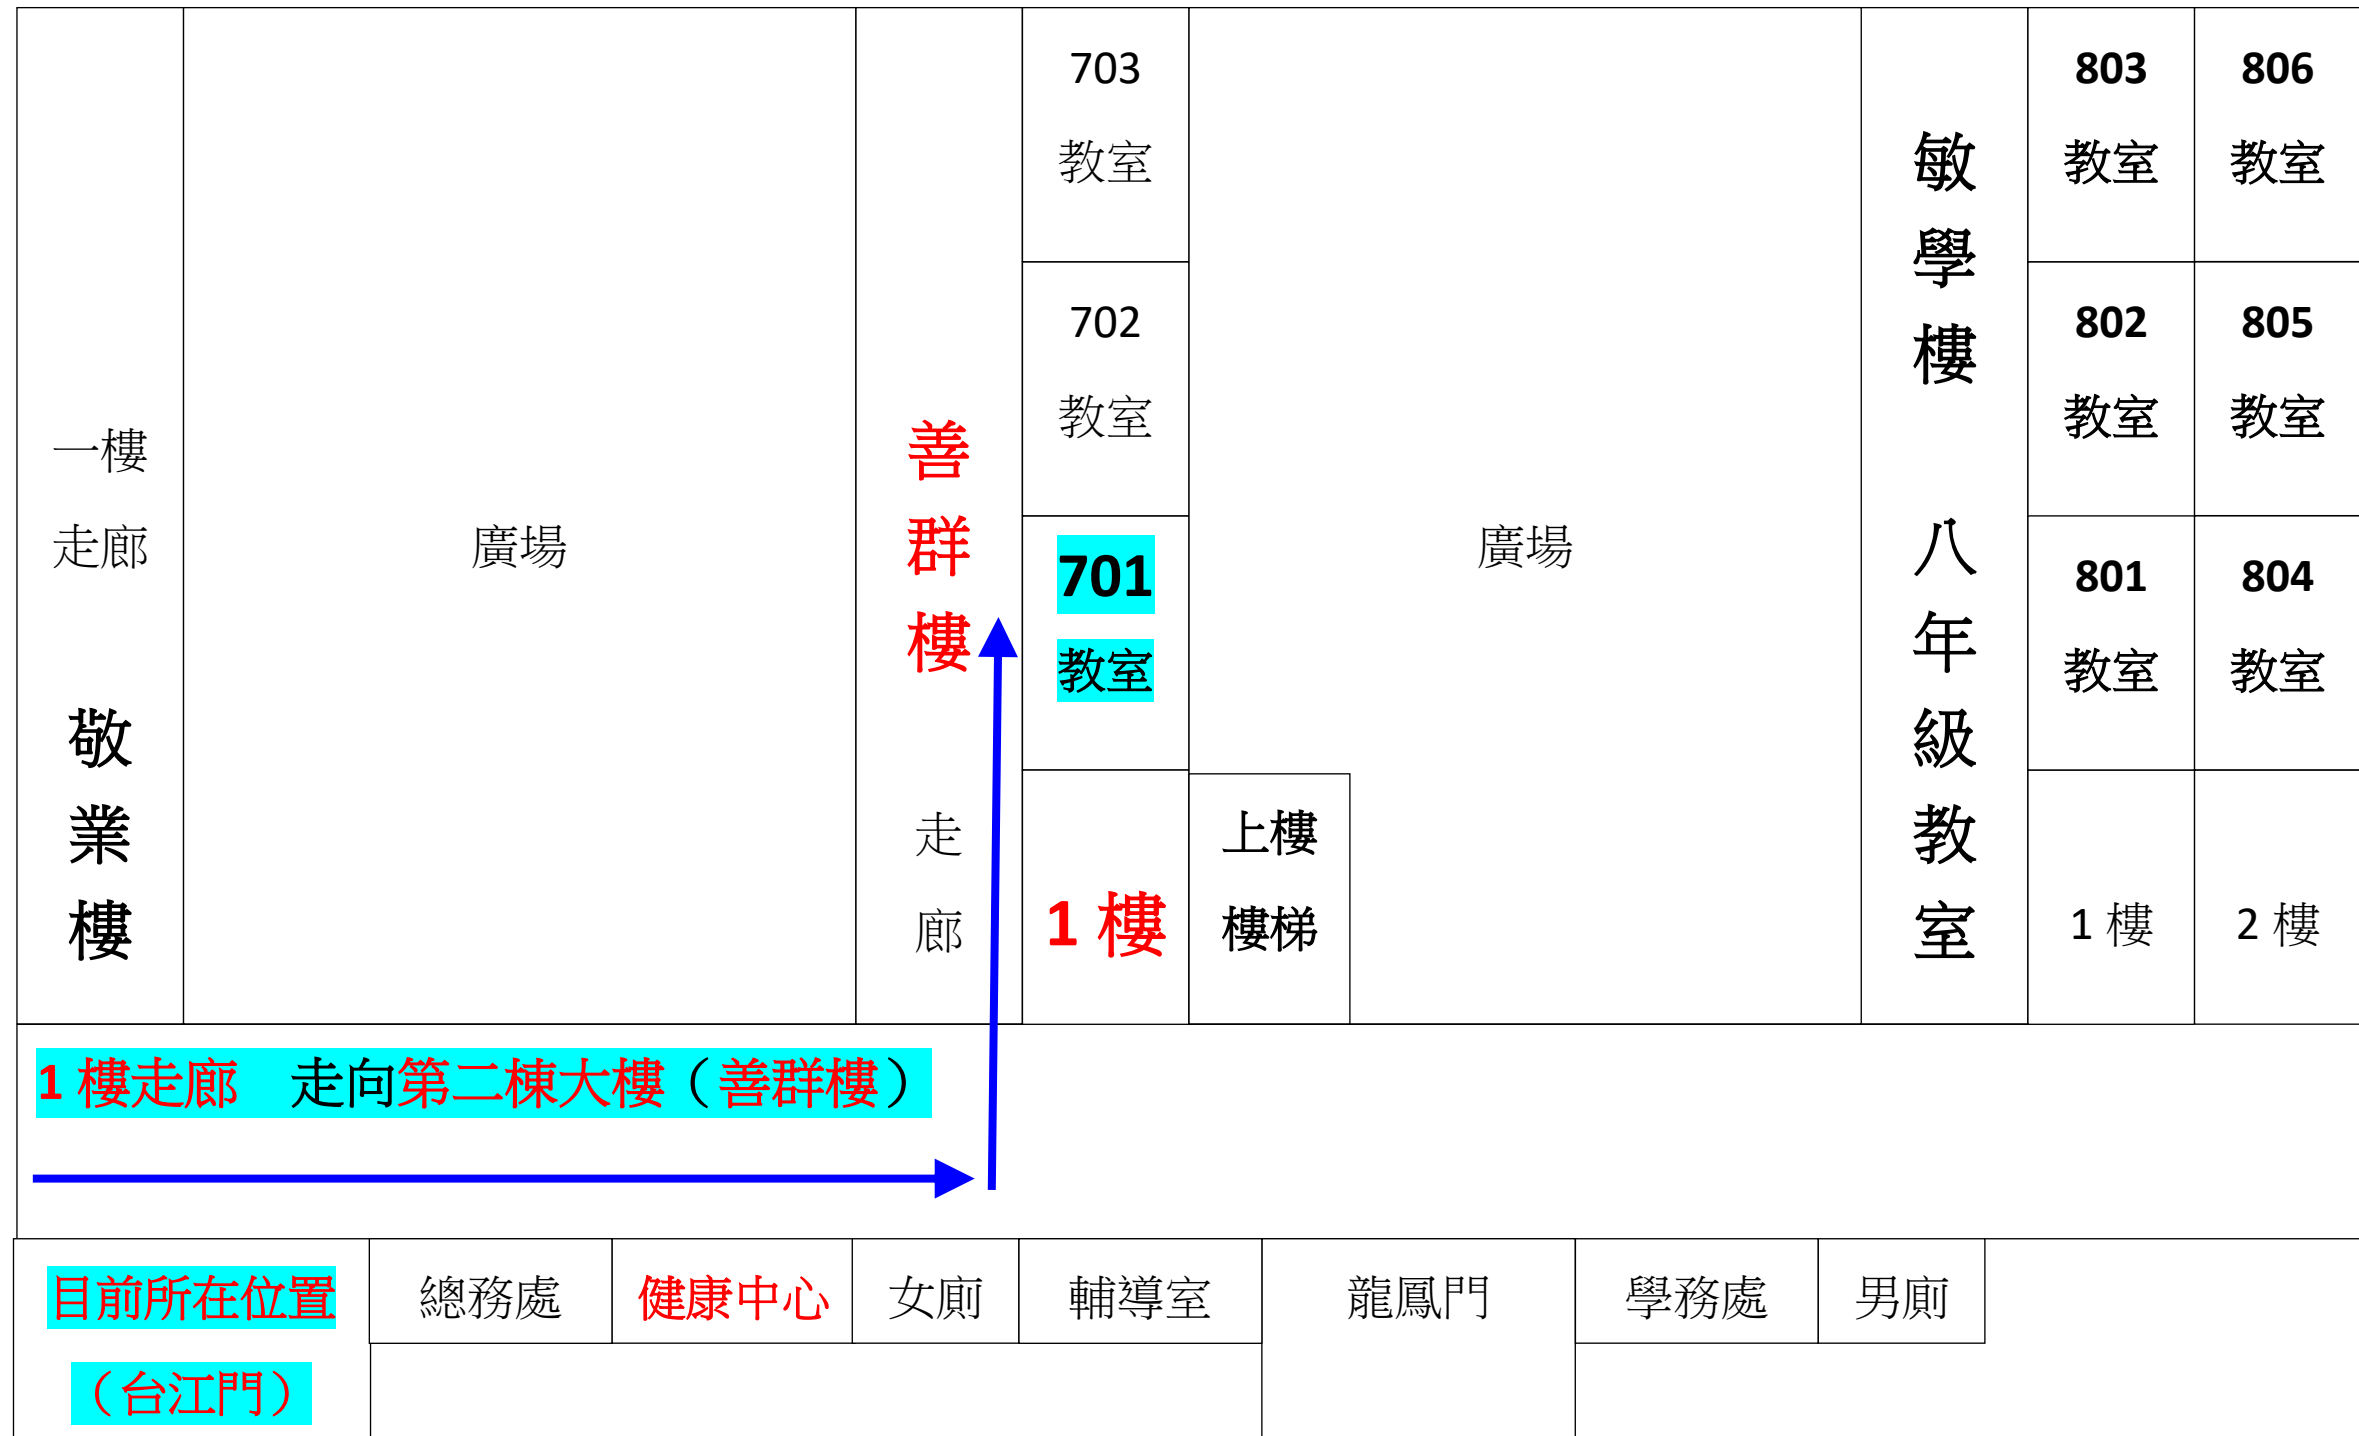 一樓
走廊
敬
業
樓
廣場
善
群
樓
走
廊
703
教室
702
教室
701
教室
1 樓
上樓
樓梯
廣場
敏
學
樓
八
年
級
教
室
803
教室
802
教室
801
教室
1 樓
806
教室
805
教室
804
教室
2 樓
1 樓走廊　走向第二棟大樓（善群樓）
目前所在位置
（台江門）
總務處
健康中心
女廁
輔導室
龍鳳門
學務處
男廁